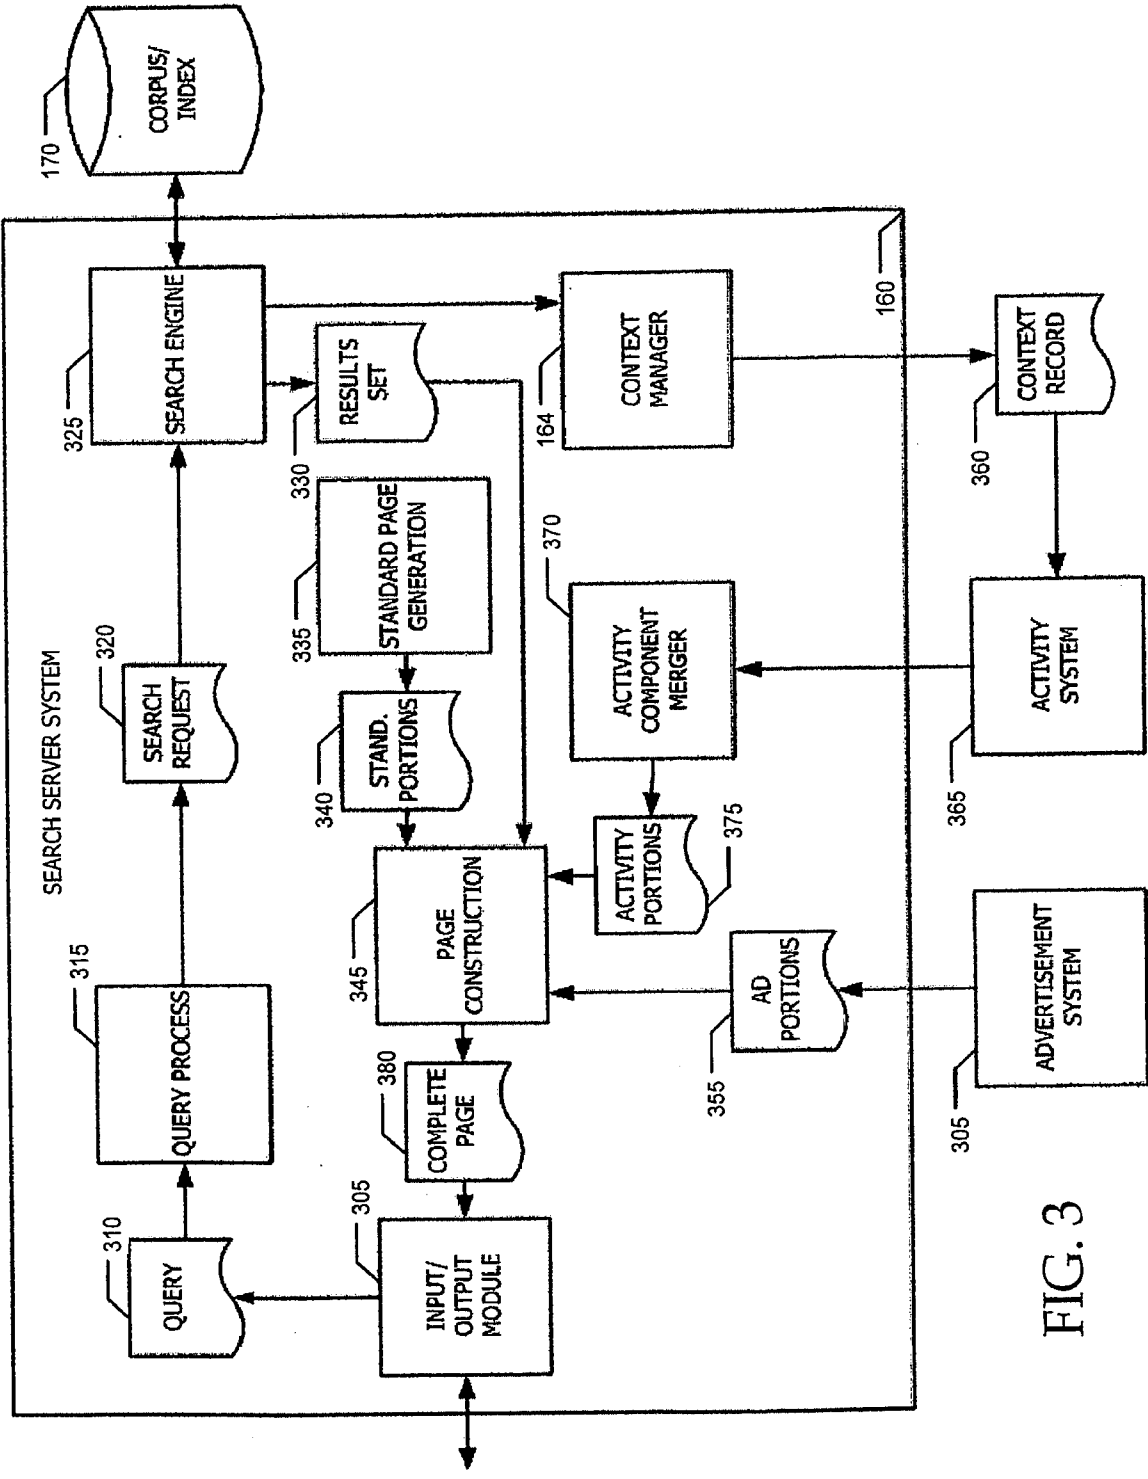 SEARCH SERVER SYSTEM
310
QUERY
315
QUERY PROCESS
320
SEARCH
REQUEST
325
SEARCH ENGINE
170
CORPUS/
INDEX
305
INPUT/
OUTPUT
MODULE
380
COMPLETE
PAGE
345
PAGE
CONSTRUCTION
340
STAND.
PORTIONS
335
STANDARD PAGE
GENERATION
330
RESULTS
SET
355
AD
PORTIONS
ACTIVITY
PORTIONS
375
370
ACTIVITY
COMPONENT
MERGER
164
CONTEXT
MANAGER
160
305
ADVERTISEMENT
SYSTEM
365
ACTIVITY
SYSTEM
360
CONTEXT
RECORD
FIG. 3